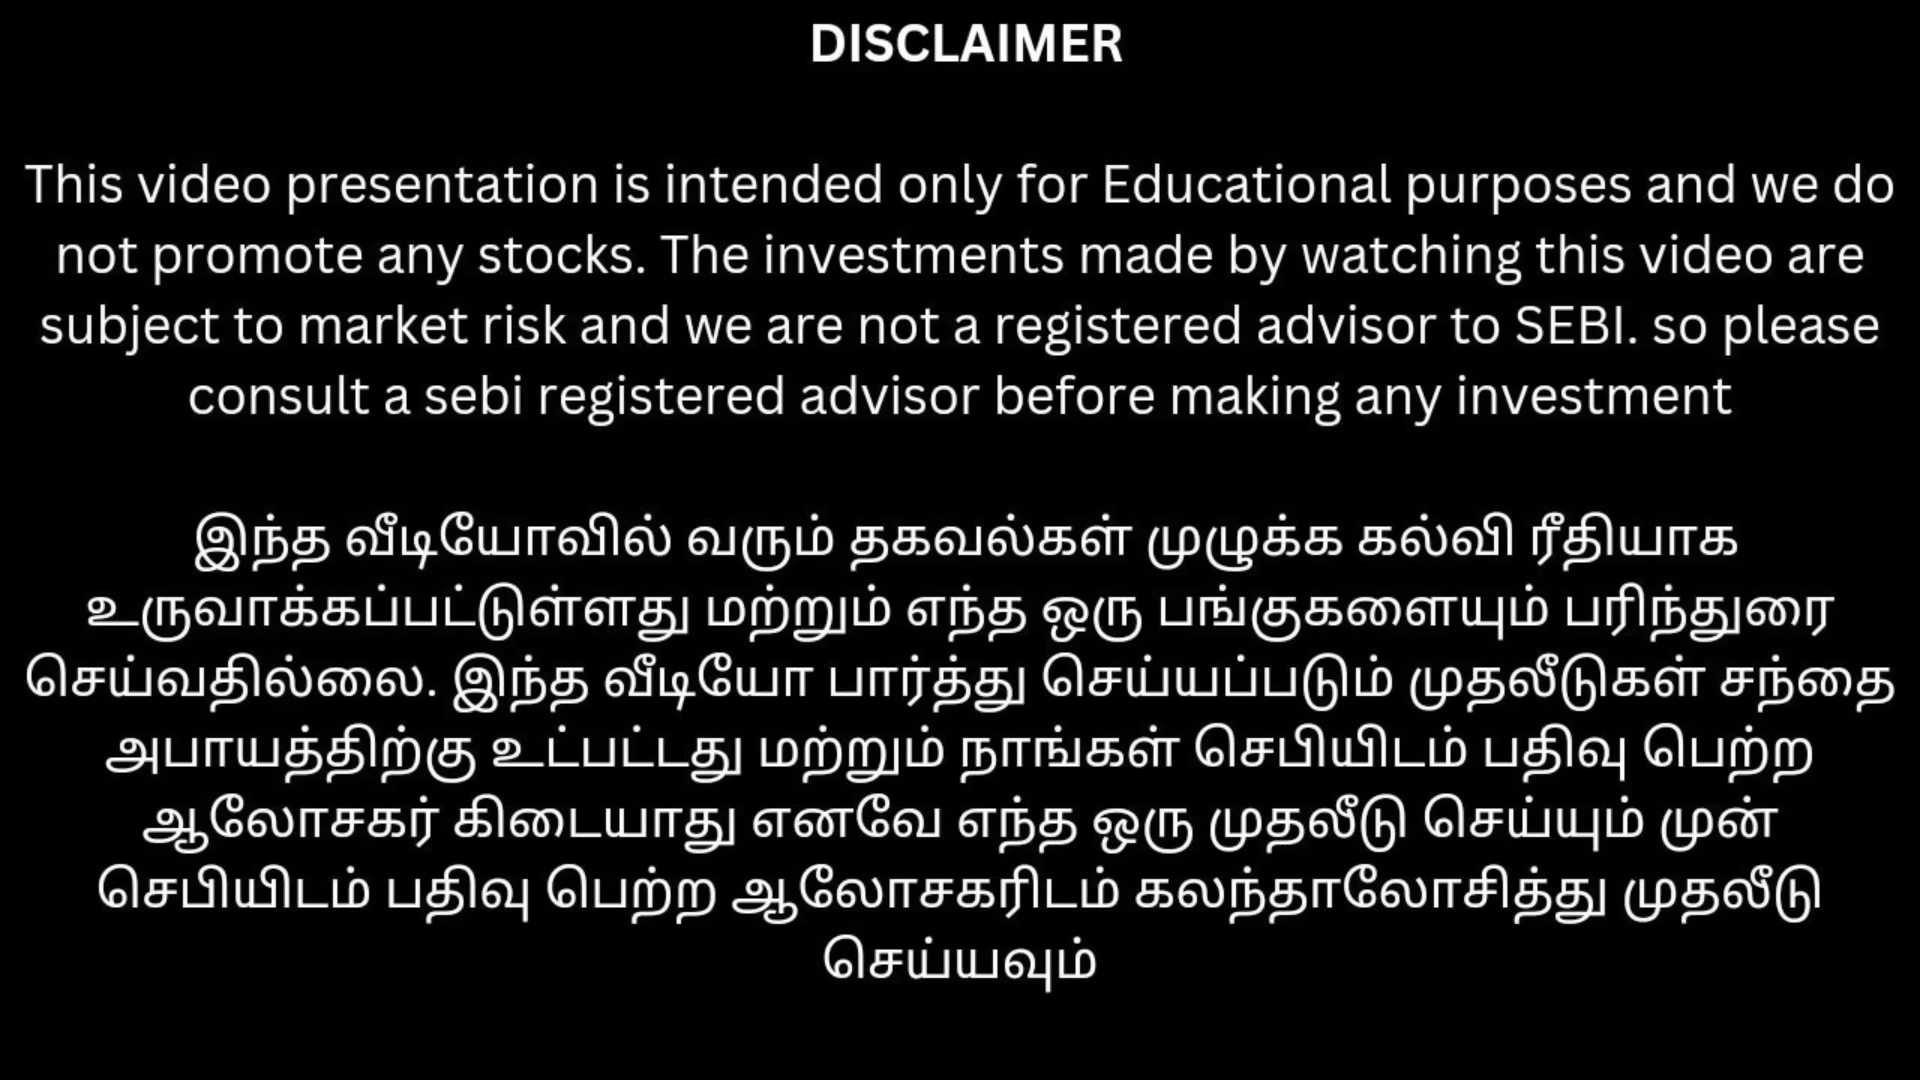 DISCLAIMER
This video presentation is intended only for Educational purposes and we do
not promote any stocks. The investments made by watching this video are
subject to market risk and we are not a registered advisor to SEBI. so please
consult a sebi registered advisor before making any investment
இந்த வீடியோவில் வரும் தகவல்கள் முழுக்க கல்வி ரீதியாக
உருவாக்கப்பட்டுள்ளது மற்றும் எந்த ஒரு பங்குகளையும் பரிந்துரை
செய்வதில்லை. இந்த வீடியோ பார்த்து செய்யப்படும் முதலீடுகள் சந்தை
அபாயத்திற்கு உட்பட்டது மற்றும் நாங்கள் செபியிடம் பதிவு பெற்ற
ஆலோசகர் கிடையாது எனவே எந்த ஒரு முதலீடு செய்யும் முன்
செபியிடம் பதிவு பெற்ற ஆலோசகரிடம் கலந்தாலோசித்து முதலீடு
செய்யவும்